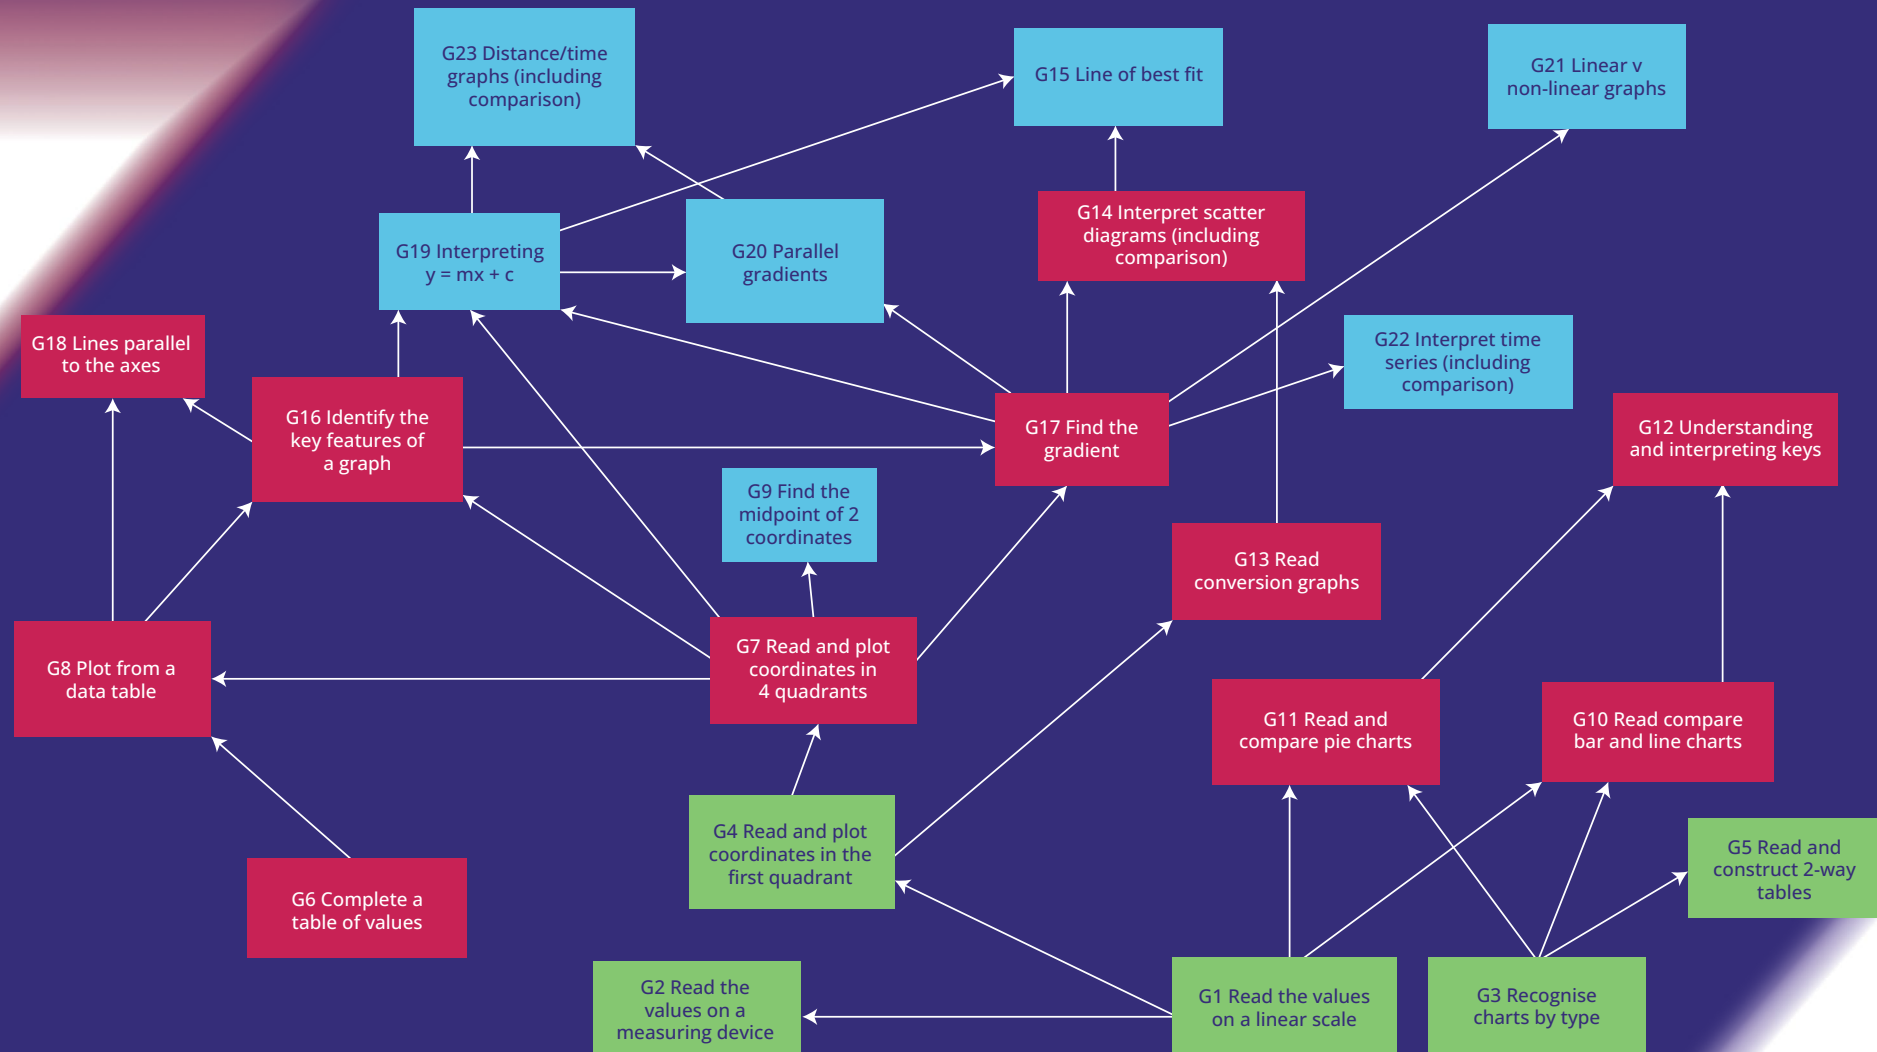 G23 Distance/time
graphs (including
comparison)
G15 Line of best fit
G21 Linear v
non-linear graphs
G19 Interpreting
y = mx + c
G20 Parallel
gradients
G14 Interpret scatter
diagrams (including
comparison)
G18 Lines parallel
to the axes
G22 Interpret time
series (including
comparison)
G16 Identify the
key features of
a graph
G17 Find the
gradient
G12 Understanding
and interpreting keys
G9 Find the
midpoint of 2
coordinates
G13 Read
conversion graphs
G8 Plot from a
data table
G7 Read and plot
coordinates in
4 quadrants
G11 Read and
compare pie charts
G10 Read compare
bar and line charts
G4 Read and plot
coordinates in the
first quadrant
G5 Read and
construct 2-way
tables
G6 Complete a
table of values
G2 Read the
values on a
measuring device
G1 Read the values
on a linear scale
G3 Recognise
charts by type